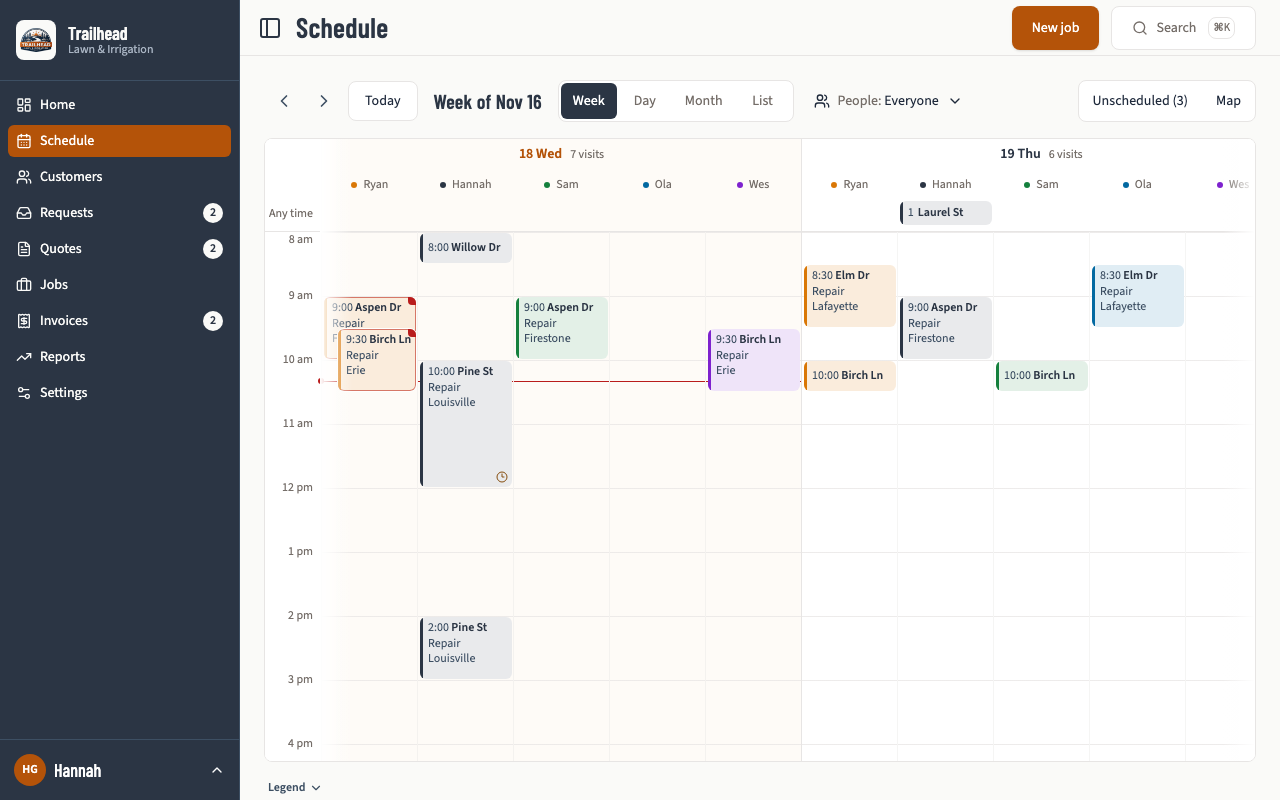 TRAILHEAD
Trailhead
Lawn & Irrigation
Home
Schedule
Customers
Requests 2
Quotes 2
Jobs
Invoices 2
Reports
Settings
HG Hannah
Schedule
New job
Search ⌘K
Today
Week of Nov 16
Week Day Month List
People: Everyone
Unscheduled (3) Map
18 Wed 7 visits
19 Thu 6 visits
Ryan Hannah Sam Ola Wes
Ryan Hannah Sam Ola Wes
Any time
1 Laurel St
8 am
9 am
10 am
11 am
12 pm
1 pm
2 pm
3 pm
4 pm
9:00 Aspen Dr
Repair
F
9:30 Birch Ln
Repair
Erie
8:00 Willow Dr
10:00 Pine St
Repair
Louisville
2:00 Pine St
Repair
Louisville
9:00 Aspen Dr
Repair
Firestone
9:30 Birch Ln
Repair
Erie
8:30 Elm Dr
Repair
Lafayette
10:00 Birch Ln
9:00 Aspen Dr
Repair
Firestone
10:00 Birch Ln
8:30 Elm Dr
Repair
Lafayette
Legend